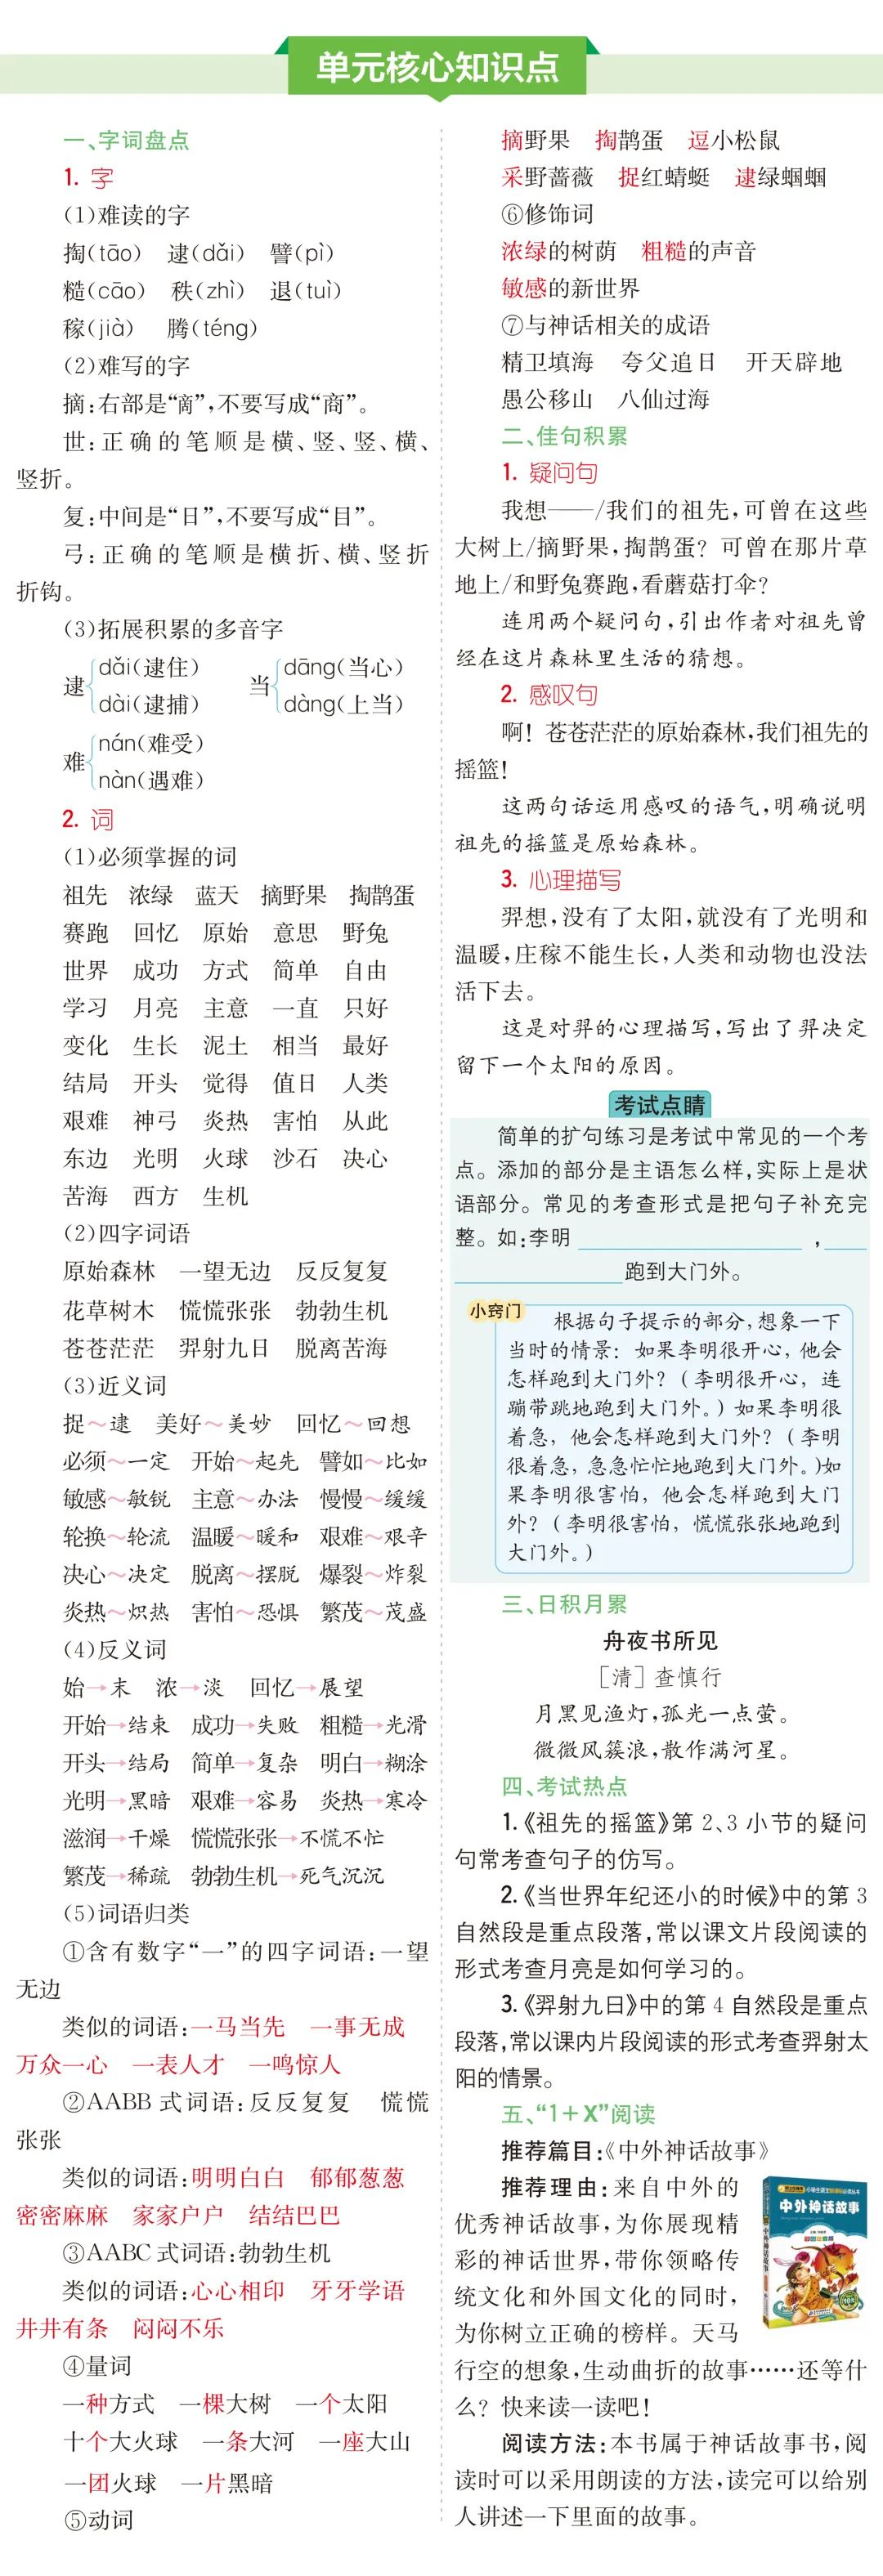 单元核心知识点
一、字词盘点
1. 字
(1)难读的字
掏(tāo) 逮(dǎi) 譬(pì)
糙(cāo) 秩(zhì) 退(tuì)
稼(jià) 腾(téng)
(2)难写的字
摘:右部是“啇”,不要写成“商”。
世:正确的笔顺是横、竖、竖、横、
竖折。
复:中间是“日”,不要写成“目”。
弓:正确的笔顺是横折、横、竖折
折钩。
(3)拓展积累的多音字
逮 dǎi(逮住) dài(逮捕) 当 dāng(当心) dàng(上当)
难 nán(难受) nàn(遇难)
2. 词
(1)必须掌握的词
祖先 浓绿 蓝天 摘野果 掏鹊蛋
赛跑 回忆 原始 意思 野兔
世界 成功 方式 简单 自由
学习 月亮 主意 一直 只好
变化 生长 泥土 相当 最好
结局 开头 觉得 值日 人类
艰难 神弓 炎热 害怕 从此
东边 光明 火球 沙石 决心
苦海 西方 生机
(2)四字词语
原始森林 一望无边 反反复复
花草树木 慌慌张张 勃勃生机
苍苍茫茫 羿射九日 脱离苦海
(3)近义词
捉～逮 美好～美妙 回忆～回想
必须～一定 开始～起先 譬如～比如
敏感～敏锐 主意～办法 慢慢～缓缓
轮换～轮流 温暖～暖和 艰难～艰辛
决心～决定 脱离～摆脱 爆裂～炸裂
炎热～炽热 害怕～恐惧 繁茂～茂盛
(4)反义词
始→末 浓→淡 回忆→展望
开始→结束 成功→失败 粗糙→光滑
开头→结局 简单→复杂 明白→糊涂
光明→黑暗 艰难→容易 炎热→寒冷
滋润→干燥 慌慌张张→不慌不忙
繁茂→稀疏 勃勃生机→死气沉沉
(5)词语归类
①含有数字“一”的四字词语:一望
无边
类似的词语:一马当先 一事无成
万众一心 一表人才 一鸣惊人
②AABB 式词语:反反复复 慌慌
张张
类似的词语:明明白白 郁郁葱葱
密密麻麻 家家户户 结结巴巴
③AABC 式词语:勃勃生机
类似的词语:心心相印 牙牙学语
井井有条 闷闷不乐
④量词
一种方式 一棵大树 一个太阳
十个大火球 一条大河 一座大山
一团火球 一片黑暗
⑤动词
摘野果 掏鹊蛋 逗小松鼠
采野蔷薇 捉红蜻蜓 逮绿蝈蝈
⑥修饰词
浓绿的树荫 粗糙的声音
敏感的新世界
⑦与神话相关的成语
精卫填海 夸父追日 开天辟地
愚公移山 八仙过海
二、佳句积累
1. 疑问句
我想——/我们的祖先,可曾在这些
大树上/摘野果,掏鹊蛋? 可曾在那片草
地上/和野兔赛跑,看蘑菇打伞?
连用两个疑问句,引出作者对祖先曾
经在这片森林里生活的猜想。
2. 感叹句
啊! 苍苍茫茫的原始森林,我们祖先的
摇篮!
这两句话运用感叹的语气,明确说明
祖先的摇篮是原始森林。
3. 心理描写
羿想,没有了太阳,就没有了光明和
温暖,庄稼不能生长,人类和动物也没法
活下去。
这是对羿的心理描写,写出了羿决定
留下一个太阳的原因。
考试点睛
简单的扩句练习是考试中常见的一个考
点。添加的部分是主语怎么样,实际上是状
语部分。常见的考查形式是把句子补充完
整。如:李明 ,
跑到大门外。
小窍门
根据句子提示的部分,想象一下
当时的情景: 如果李明很开心, 他会
怎样跑到大门外? ( 李明很开心, 连
蹦带跳地跑到大门外。) 如果李明很
着急, 他会怎样跑到大门外? ( 李明
很着急, 急急忙忙地跑到大门外。)如
果李明很害怕, 他会怎样跑到大门
外? ( 李明很害怕, 慌慌张张地跑到
大门外。)
三、日积月累
舟夜书所见
[清] 查慎行
月黑见渔灯,孤光一点萤。
微微风簇浪,散作满河星。
四、考试热点
1.《祖先的摇篮》第 2、3 小节的疑问
句常考查句子的仿写。
2.《当世界年纪还小的时候》中的第 3
自然段是重点段落,常以课文片段阅读的
形式考查月亮是如何学习的。
3.《羿射九日》中的第 4 自然段是重点
段落,常以课内片段阅读的形式考查羿射太
阳的情景。
五、“1+X”阅读
推荐篇目:《中外神话故事》
推荐理由:来自中外的
优秀神话故事,为你展现精
彩的神话世界,带你领略传
统文化和外国文化的同时,
为你树立正确的榜样。天马
行空的想象,生动曲折的故事……还等什
么? 快来读一读吧!
中外神话故事
中外神话故事
阅读方法:本书属于神话故事书,阅
读时可以采用朗读的方法,读完可以给别
人讲述一下里面的故事。